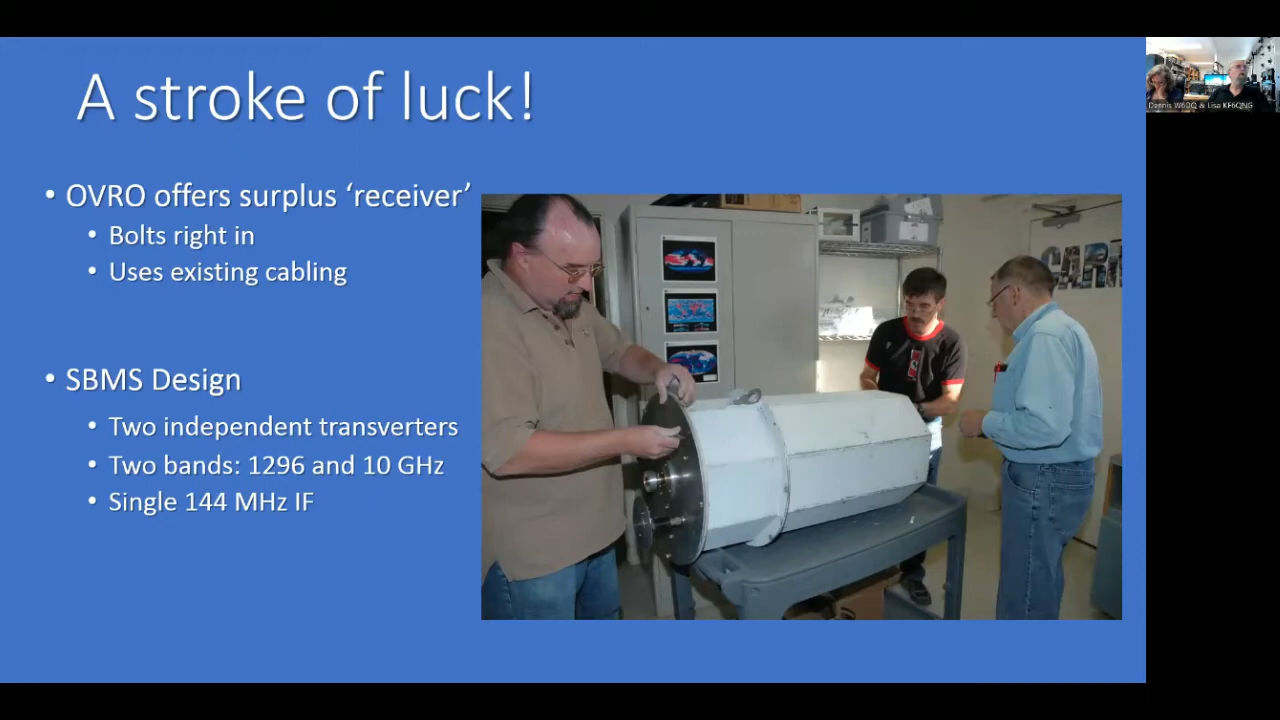 A stroke of luck!
• OVRO offers surplus ‘receiver’
• Bolts right in
• Uses existing cabling
• SBMS Design
• Two independent transverters
• Two bands: 1296 and 10 GHz
• Single 144 MHz IF
CART
Dennis W6DQ & Lisa KF6QNG